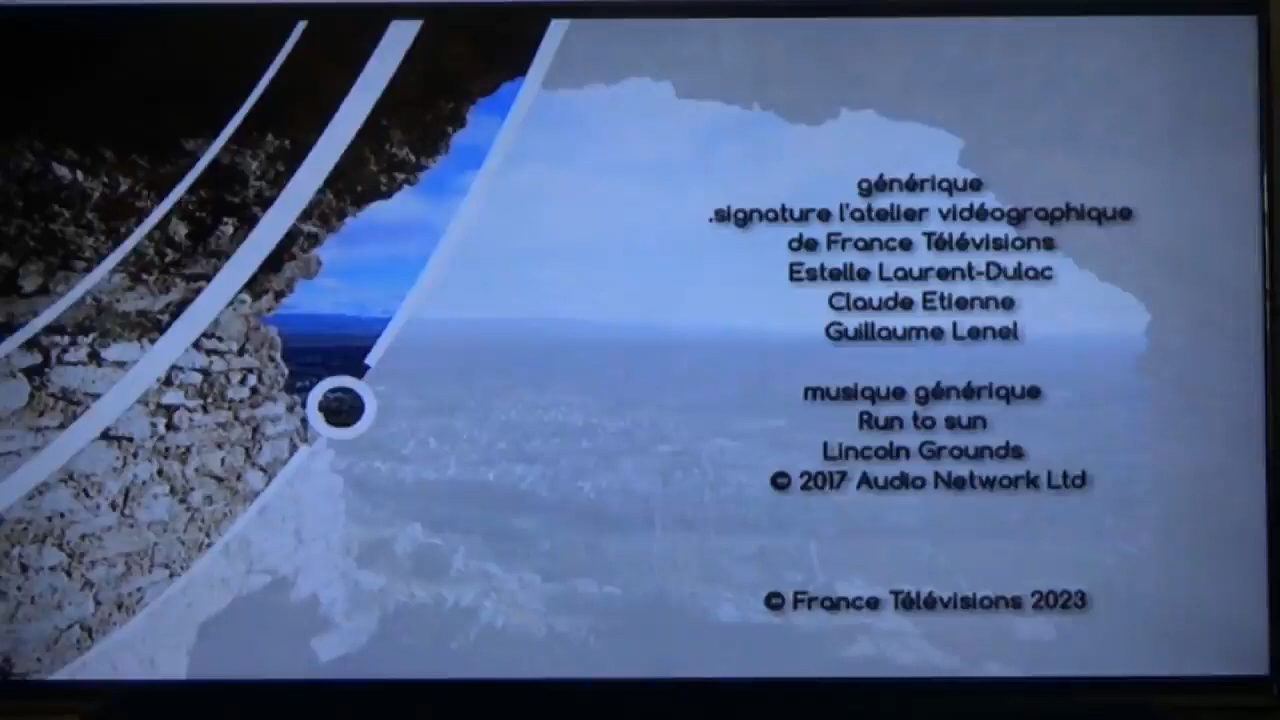 générique
.signature l'atelier vidéographique
de France Télévisions
Estelle Laurent-Dulac
Claude Etienne
Guillaume Lenel
musique générique
Run to sun
Lincoln Grounds
© 2017 Audio Network Ltd
© France Télévisions 2023